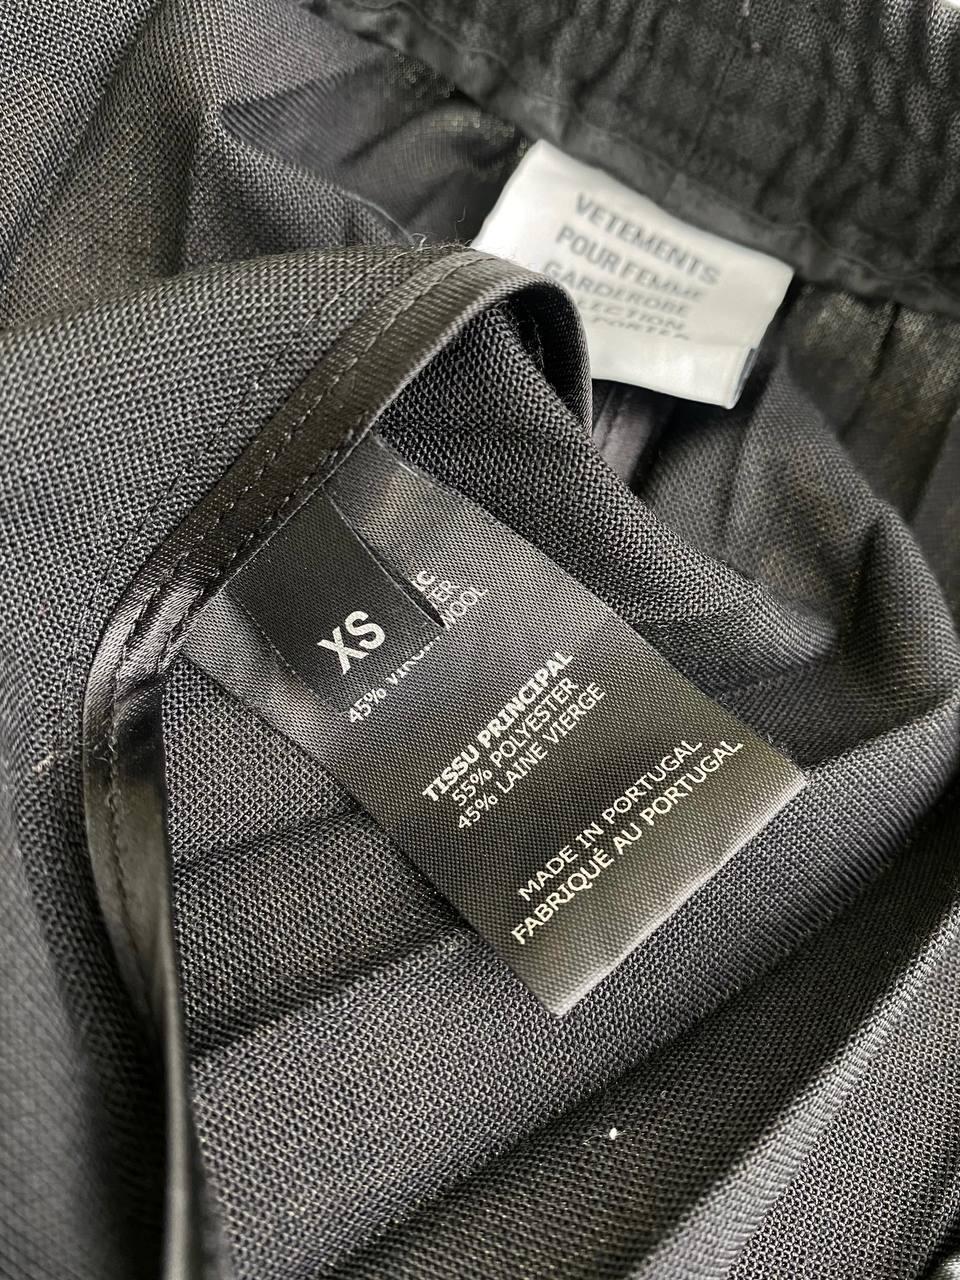 VETEMENTS
POUR FEMME
GARDEROBE
XS
45%
WOOL
TISSU PRINCIPAL
55% POLYESTER
45% LAINE VIERGE
MADE IN PORTUGAL
FABRIQUÉ AU PORTUGAL